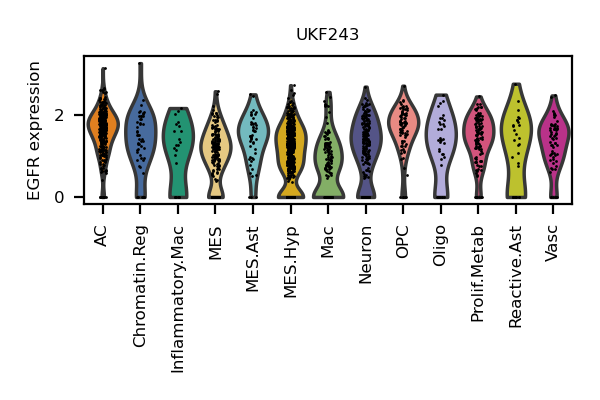 UKF243
EGFR expression
2
0
AC
Chromatin.Reg
Inflammatory.Mac
MES
MES.Ast
MES.Hyp
Mac
Neuron
OPC
Oligo
Prolif.Metab
Reactive.Ast
Vasc